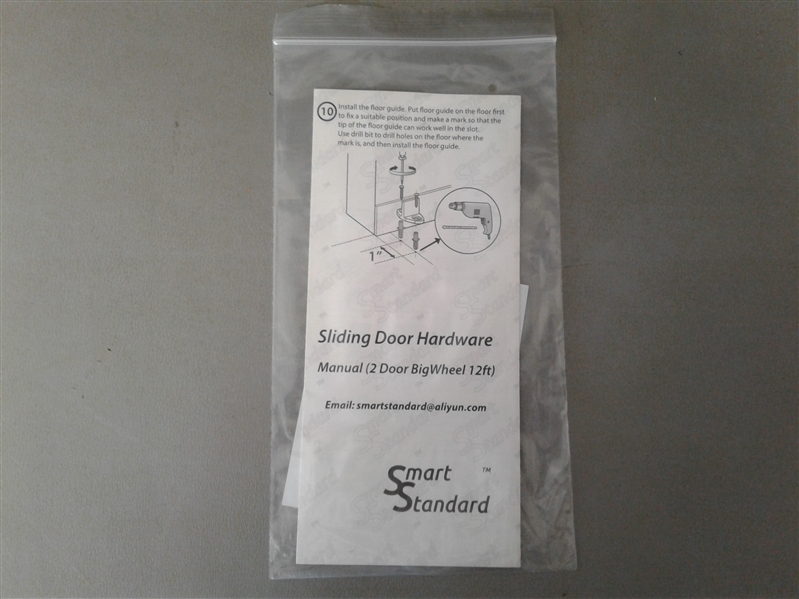 10
Install the floor guide. Put floor guide on the floor first
to fix a suitable position and make a mark so that the
tip of the floor guide can work well in the slot.
Use drill bit to drill holes on the floor where the
mark is, and then install the floor guide.
1"
Sliding Door Hardware
Manual (2 Door BigWheel 12ft)
Email: smartstandard@aliyun.com
Smart TM
Standard